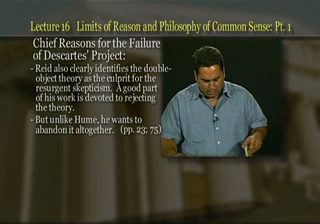 Lecture 16 Limits of Reason and Philosophy of Common Sense: Pt. 1
Chief Reasons for the Failure
of Descartes' Project:
- Reid also clearly identifies the double-
object theory as the culprit for the
resurgent skepticism. A good part
of his work is devoted to rejecting
the theory.
- But unlike Hume, he wants to
abandon it altogether. (pp. 23; 75)